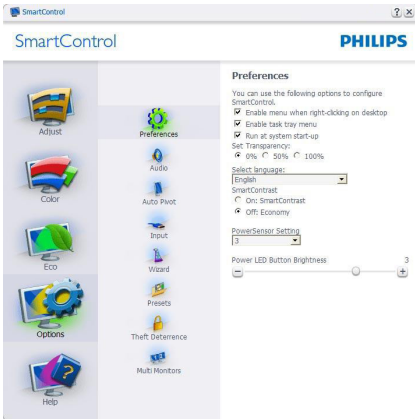 SmartControl
SmartControl
PHILIPS
Adjust
Color
Eco
Options
Help
Preferences
Audio
Auto Pivot
Input
Wizard
Presets
Theft Deterrence
Multi Monitors
Preferences
You can use the following options to configure
SmartControl.
Enable menu when right-clicking on desktop
Enable task tray menu
Run at system start-up
Set Transparency:
0% 50% 100%
Select language:
English
SmartContrast
On: SmartContrast
Off: Economy
PowerSensor Setting
3
Power LED Button Brightness 3